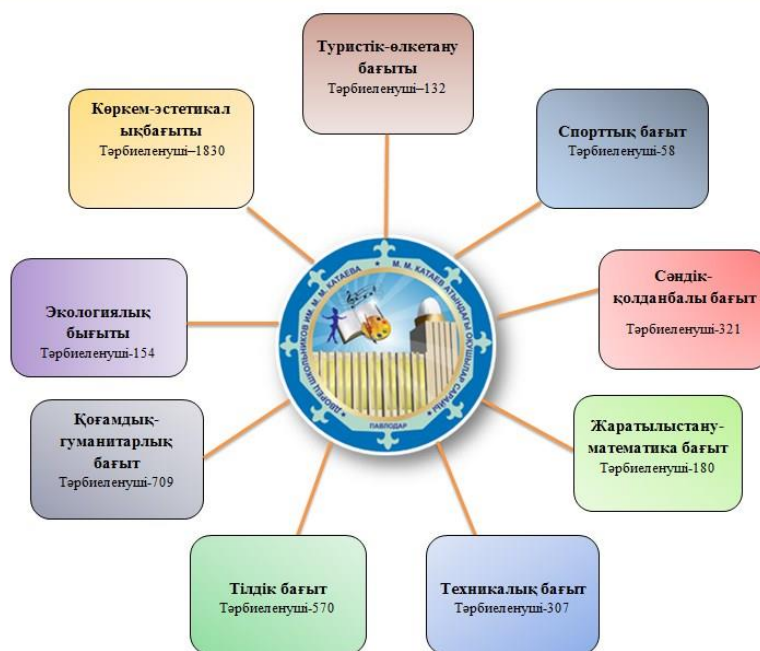 Туристік-өлкетану
бағыты
Тәрбиеленуші–132
Көркем-эстетикал
ықбағыты
Тәрбиеленуші–1830
Спорттық бағыт
Тәрбиеленуші-58
Сәндік-
қолданбалы бағыт
Тәрбиеленуші-321
Экологиялық
бығыты
Тәрбиеленуші-154
Қоғамдық-
гуманитарлық
бағыт
Тәрбиеленуші-709
Жаратылыстану-
математика бағыт
Тәрбиеленуші-180
Тілдік бағыт
Тәрбиеленуші-570
Техникалық бағыт
Тәрбиеленуші-307
ДВОРЕЦ ШКОЛЬНИКОВ ИМ. М. М. КАТАЕВА
М. М. КАТАЕВ АТЫНДАҒЫ ОҚУШЫЛАР САРАЙЫ
ПАВЛОДАР